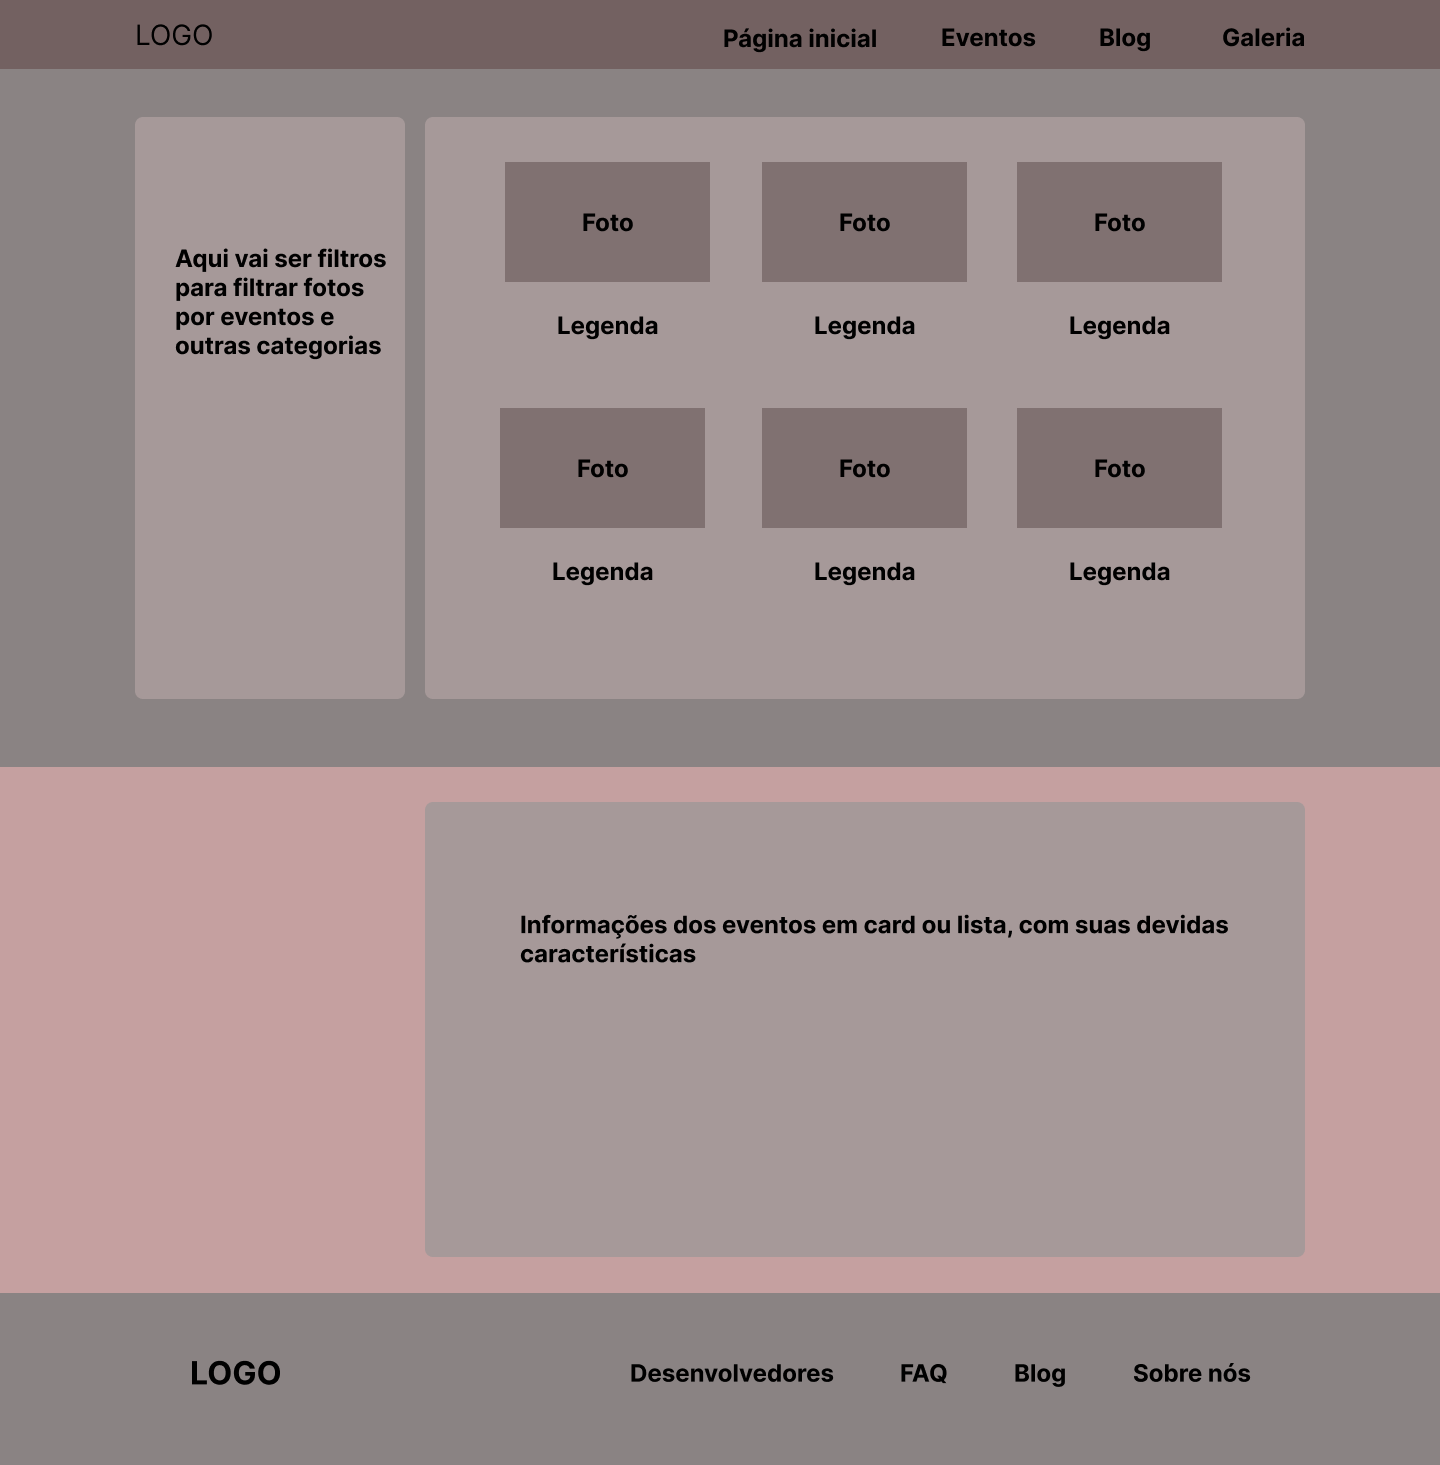 LOGO
Página inicial
Eventos
Blog
Galeria
Aqui vai ser filtros
para filtrar fotos
por eventos e
outras categorias
Foto
Foto
Foto
Legenda
Legenda
Legenda
Foto
Foto
Foto
Legenda
Legenda
Legenda
Informações dos eventos em card ou lista, com suas devidas
características
LOGO
Desenvolvedores
FAQ
Blog
Sobre nós